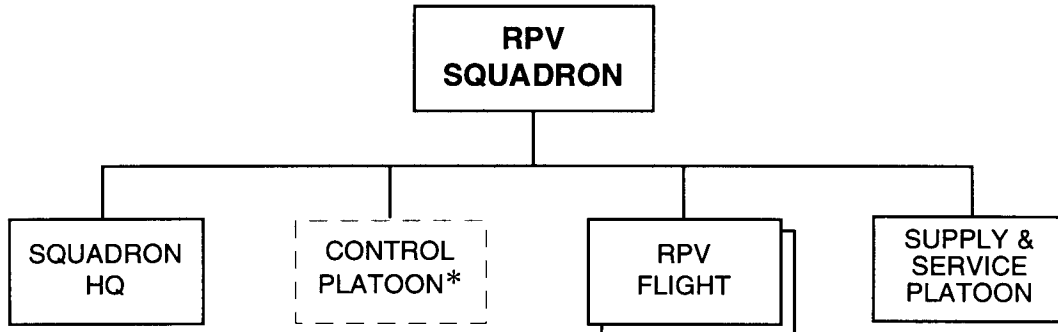 RPV
SQUADRON
SQUADRON
HQ
CONTROL
PLATOON*
RPV
FLIGHT
SUPPLY &
SERVICE
PLATOON